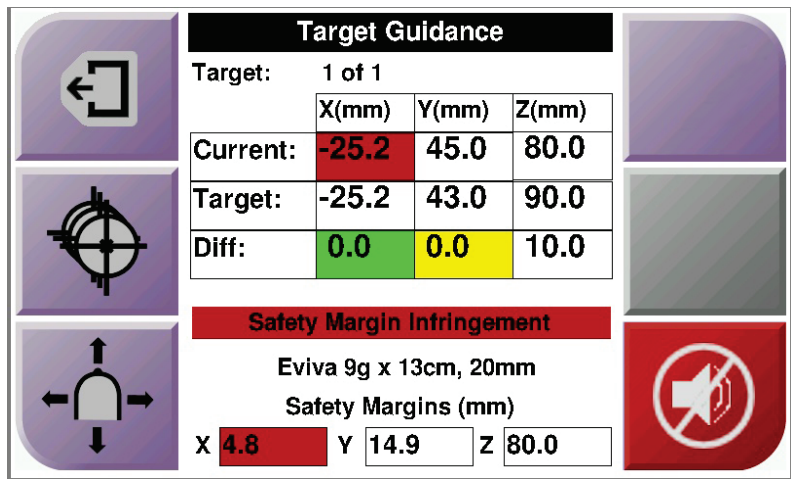 Target Guidance
Target: 1 of 1
X(mm) Y(mm) Z(mm)
Current: -25.2 45.0 80.0
Target: -25.2 43.0 90.0
Diff: 0.0 0.0 10.0
Safety Margin Infringement
Eviva 9g x 13cm, 20mm
Safety Margins (mm)
X 4.8 Y 14.9 Z 80.0